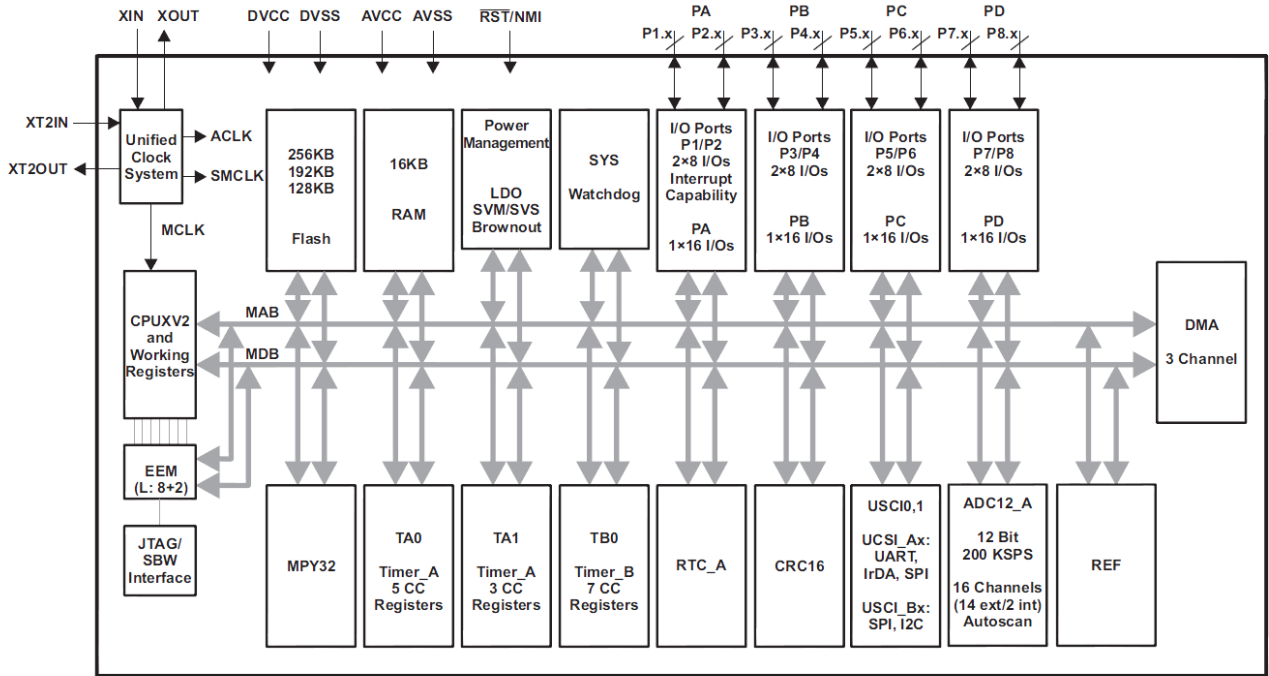 XIN XOUT DVCC DVSS AVCC AVSS RST/NMI PA PB PC PD
P1.x P2.x P3.x P4.x P5.x P6.x P7.x P8.x
XT2IN
XT2OUT
Unified
Clock
System
ACLK
SMCLK
MCLK
256KB
192KB
128KB
Flash
16KB
RAM
Power
Management
LDO
SVM/SVS
Brownout
SYS
Watchdog
I/O Ports
P1/P2
2×8 I/Os
Interrupt
Capability
PA
1×16 I/Os
I/O Ports
P3/P4
2×8 I/Os
PB
1×16 I/Os
I/O Ports
P5/P6
2×8 I/Os
PC
1×16 I/Os
I/O Ports
P7/P8
2×8 I/Os
PD
1×16 I/Os
CPUXV2
and
Working
Registers
MAB
MDB
DMA
3 Channel
EEM
(L: 8+2)
JTAG/
SBW
Interface
MPY32
TA0
Timer_A
5 CC
Registers
TA1
Timer_A
3 CC
Registers
TB0
Timer_B
7 CC
Registers
RTC_A
CRC16
USCI0,1
UCSI_Ax:
UART,
IrDA, SPI
USCI_Bx:
SPI, I2C
ADC12_A
12 Bit
200 KSPS
16 Channels
(14 ext/2 int)
Autoscan
REF